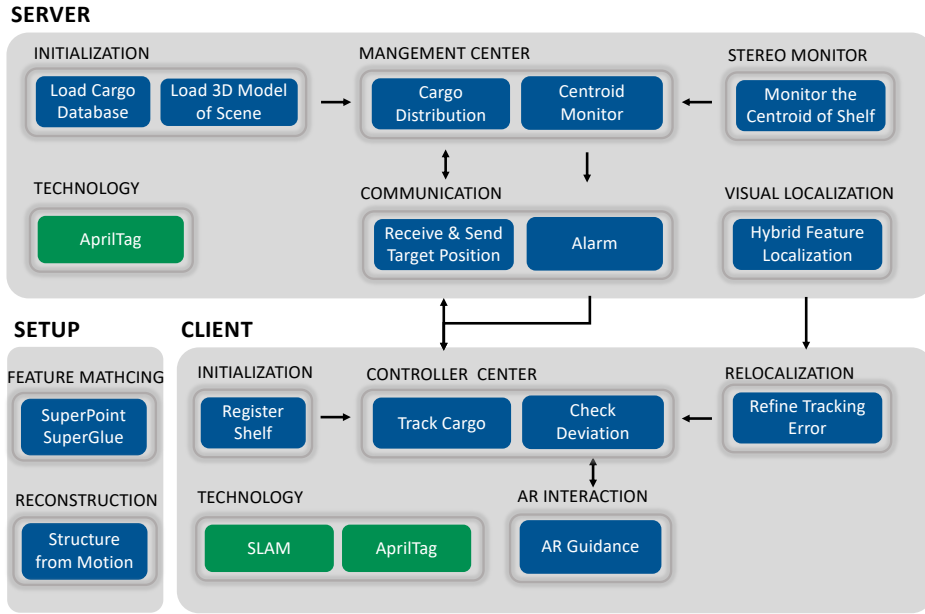 SERVER
INITIALIZATION
Load Cargo
Database
Load 3D Model
of Scene
MANGEMENT CENTER
Cargo
Distribution
Centroid
Monitor
STEREO MONITOR
Monitor the
Centroid of Shelf
TECHNOLOGY
AprilTag
COMMUNICATION
Receive & Send
Target Position
Alarm
VISUAL LOCALIZATION
Hybrid Feature
Localization
SETUP
FEATURE MATHCING
SuperPoint
SuperGlue
RECONSTRUCTION
Structure
from Motion
CLIENT
INITIALIZATION
Register
Shelf
CONTROLLER CENTER
Track Cargo
Check
Deviation
RELOCALIZATION
Refine Tracking
Error
TECHNOLOGY
SLAM
AprilTag
AR INTERACTION
AR Guidance